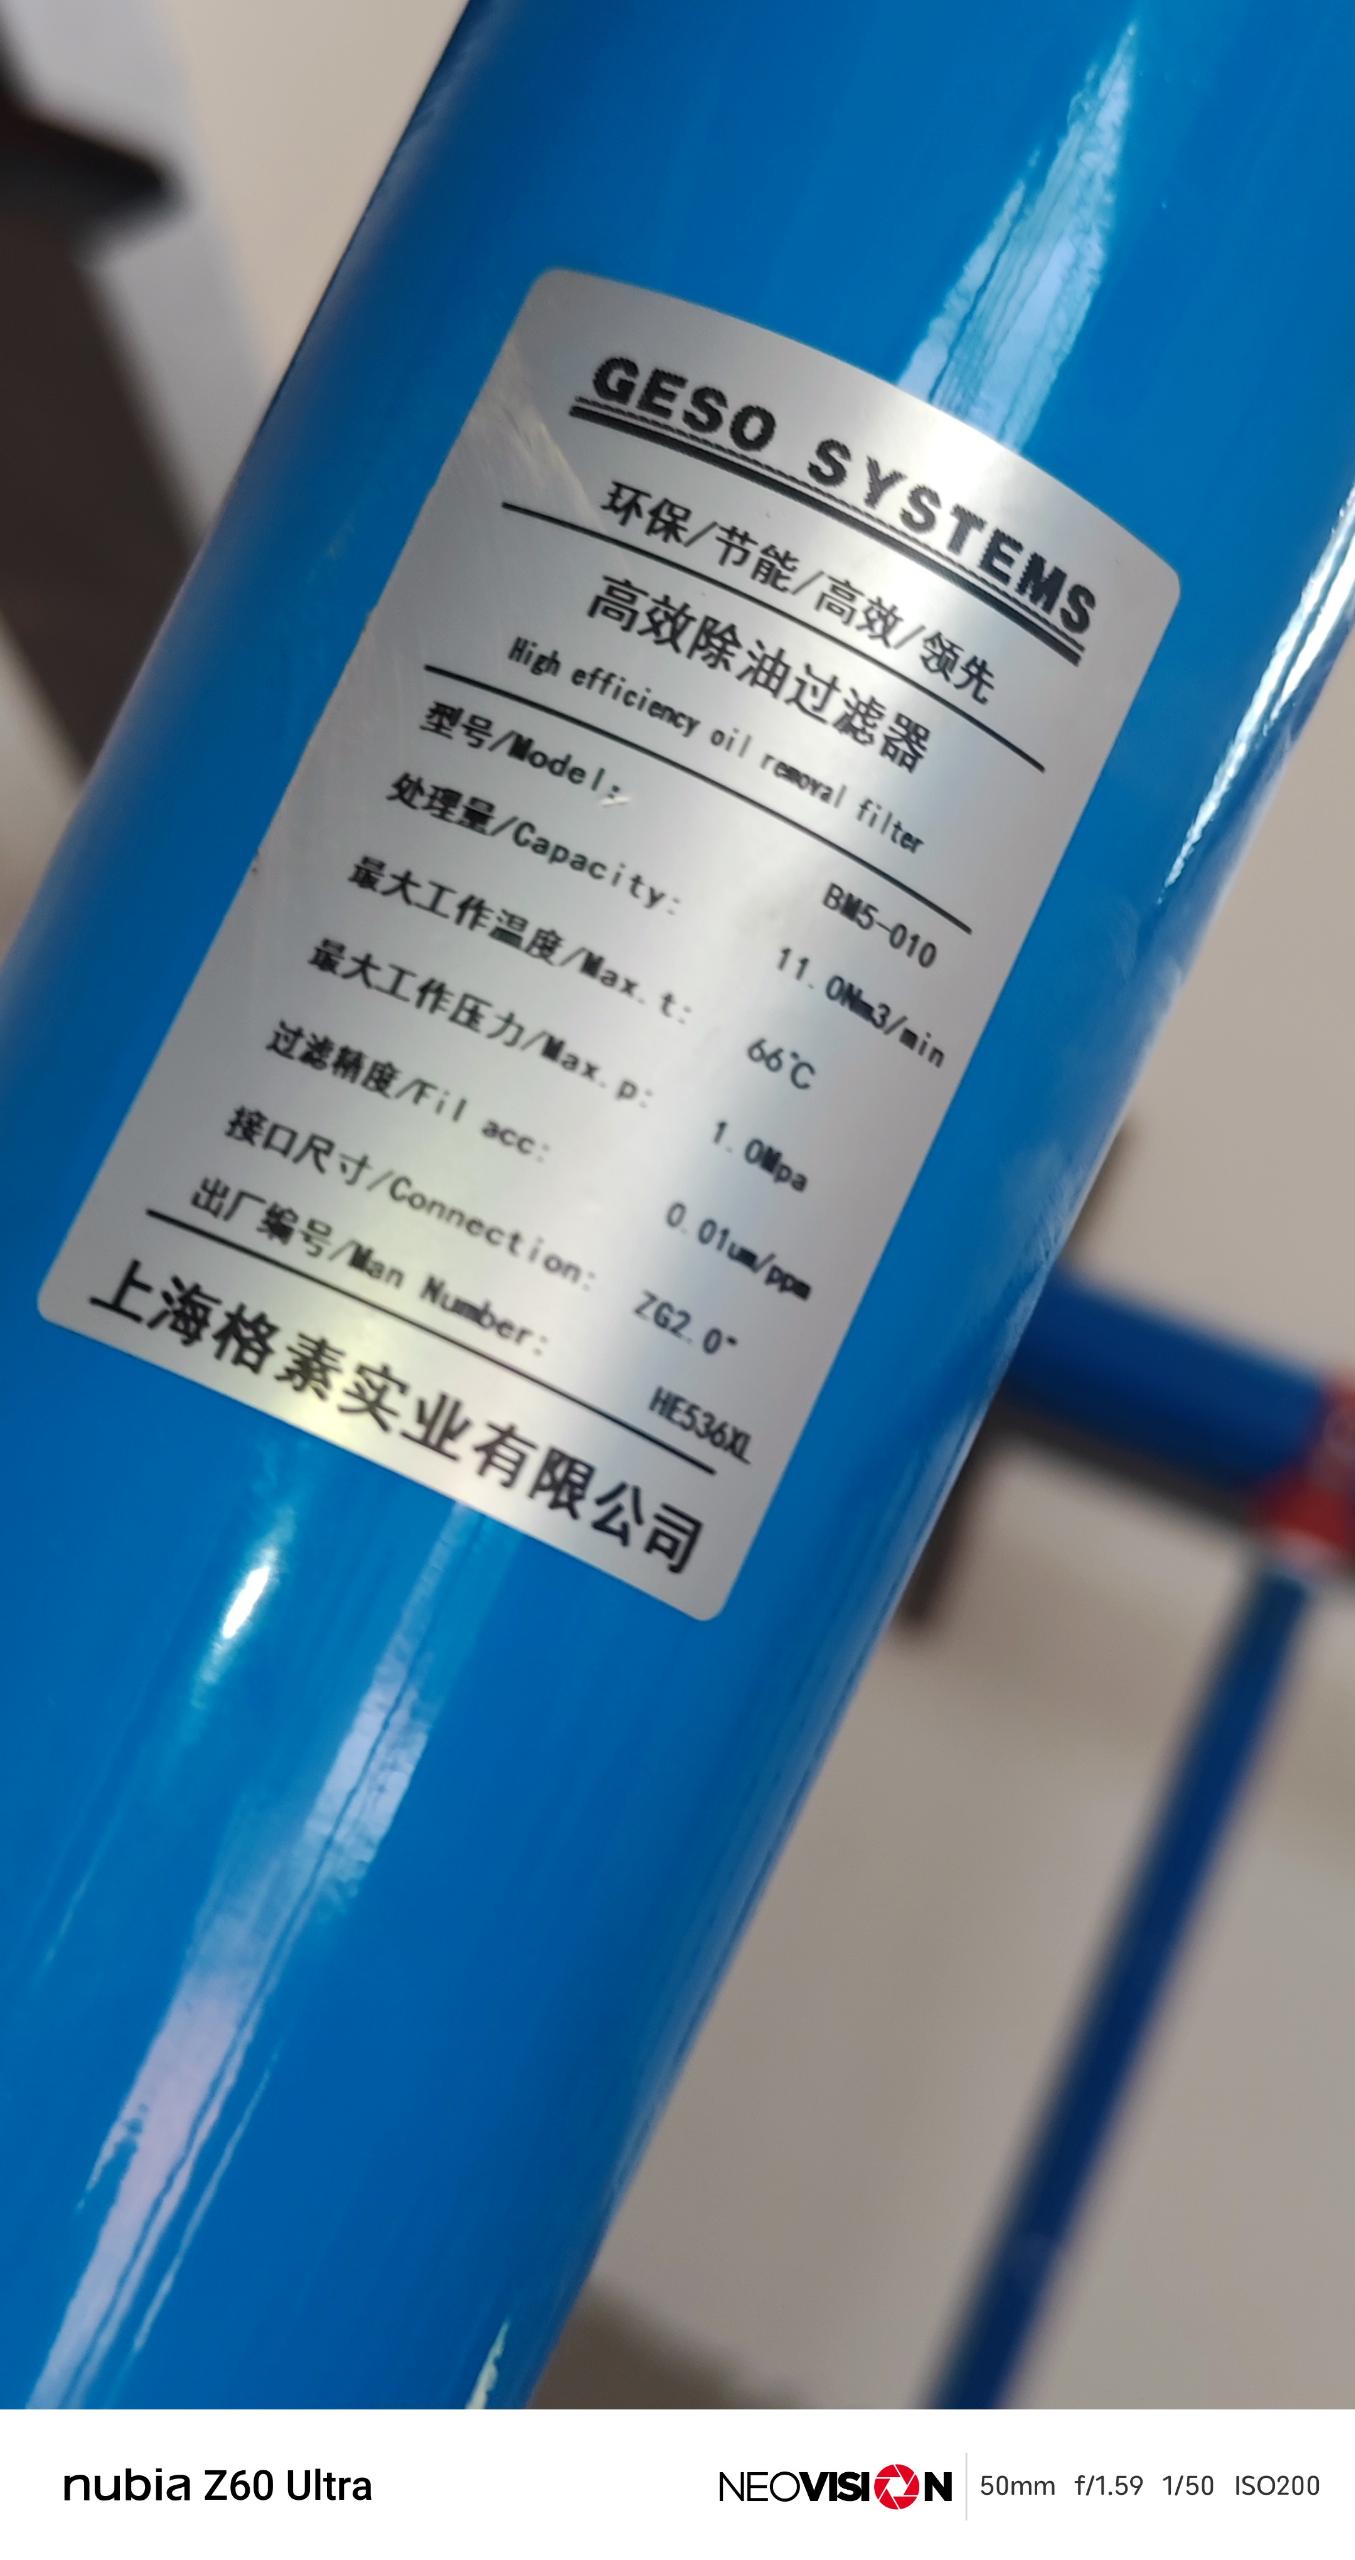 GESO SYSTEMS
环保/节能/高效/领先
高效除油过滤器
High efficiency oil removal filter
型号/Model: BM5-010
处理量/Capacity: 11.0Nm3/min
最大工作温度/Max.t: 66℃
最大工作压力/Max.p: 1.0Mpa
过滤精度/Fil acc: 0.01um/ppm
接口尺寸/Connection: ZG2.0"
出厂编号/Man Number: HE536XL
上海格素实业有限公司
nubia Z60 Ultra
NEOVISION 50mm f/1.59 1/50 ISO200